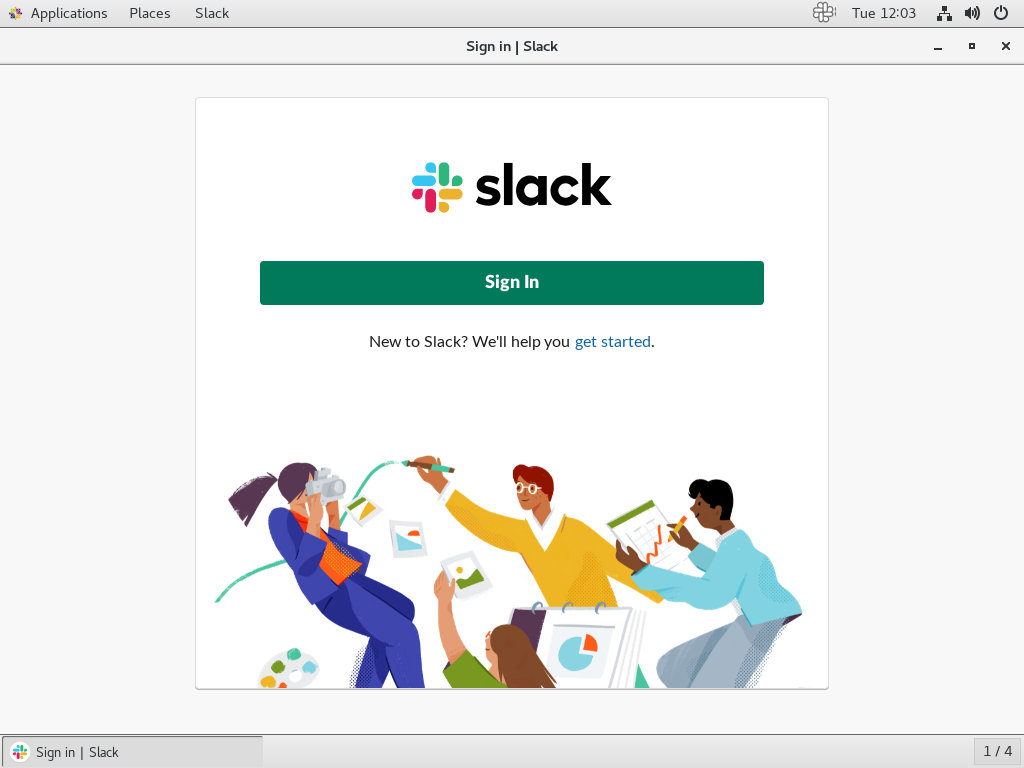 Applications Places Slack Tue 12:03
Sign in | Slack
slack
Sign In
New to Slack? We'll help you get started.
Sign in | Slack 1 / 4